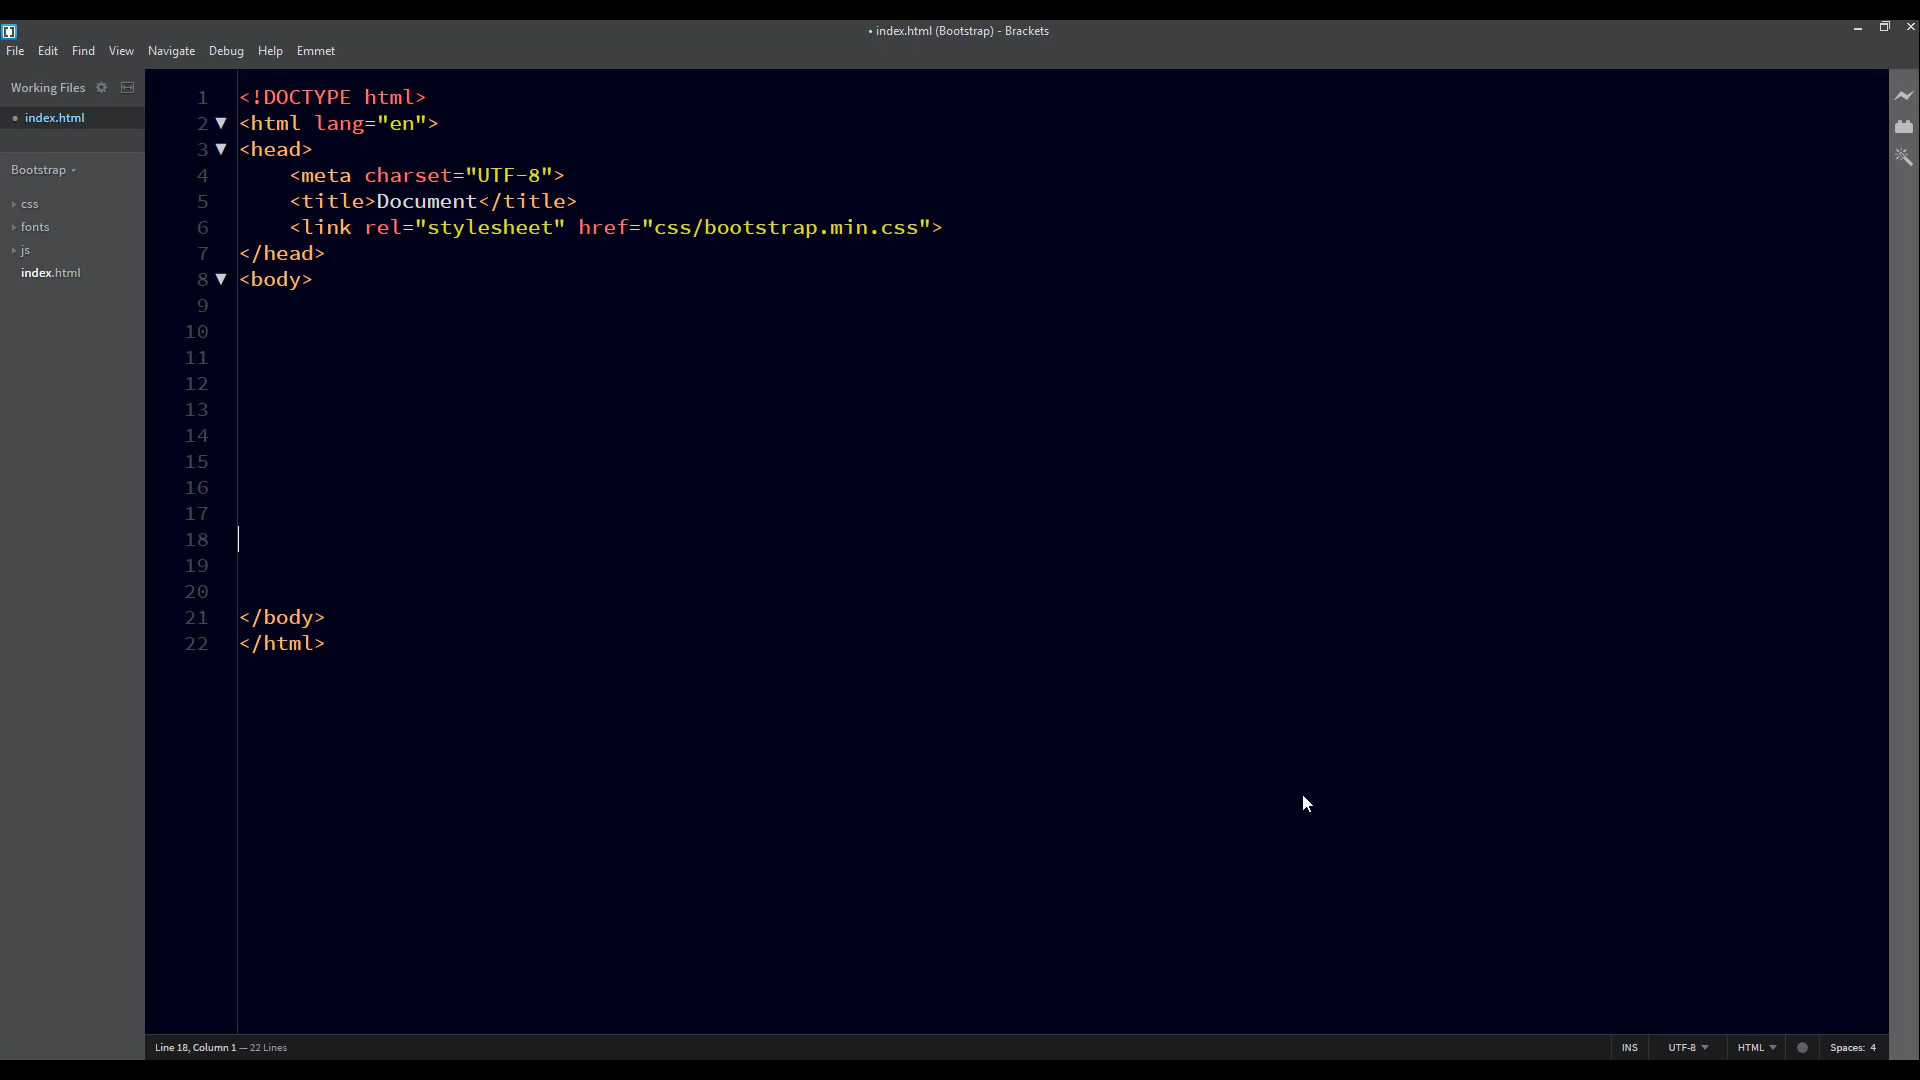 • index.html (Bootstrap) - Brackets
File Edit Find View Navigate Debug Help Emmet
Working Files
• index.html
Bootstrap
css
fonts
js
index.html
1 <!DOCTYPE html>
2 <html lang="en">
3 <head>
4 <meta charset="UTF-8">
5 <title>Document</title>
6 <link rel="stylesheet" href="css/bootstrap.min.css">
7 </head>
8 <body>
9
10
11
12
13
14
15
16
17
18
19
20
21 </body>
22 </html>
Line 18, Column 1 — 22 Lines
INS UTF-8 HTML Spaces: 4